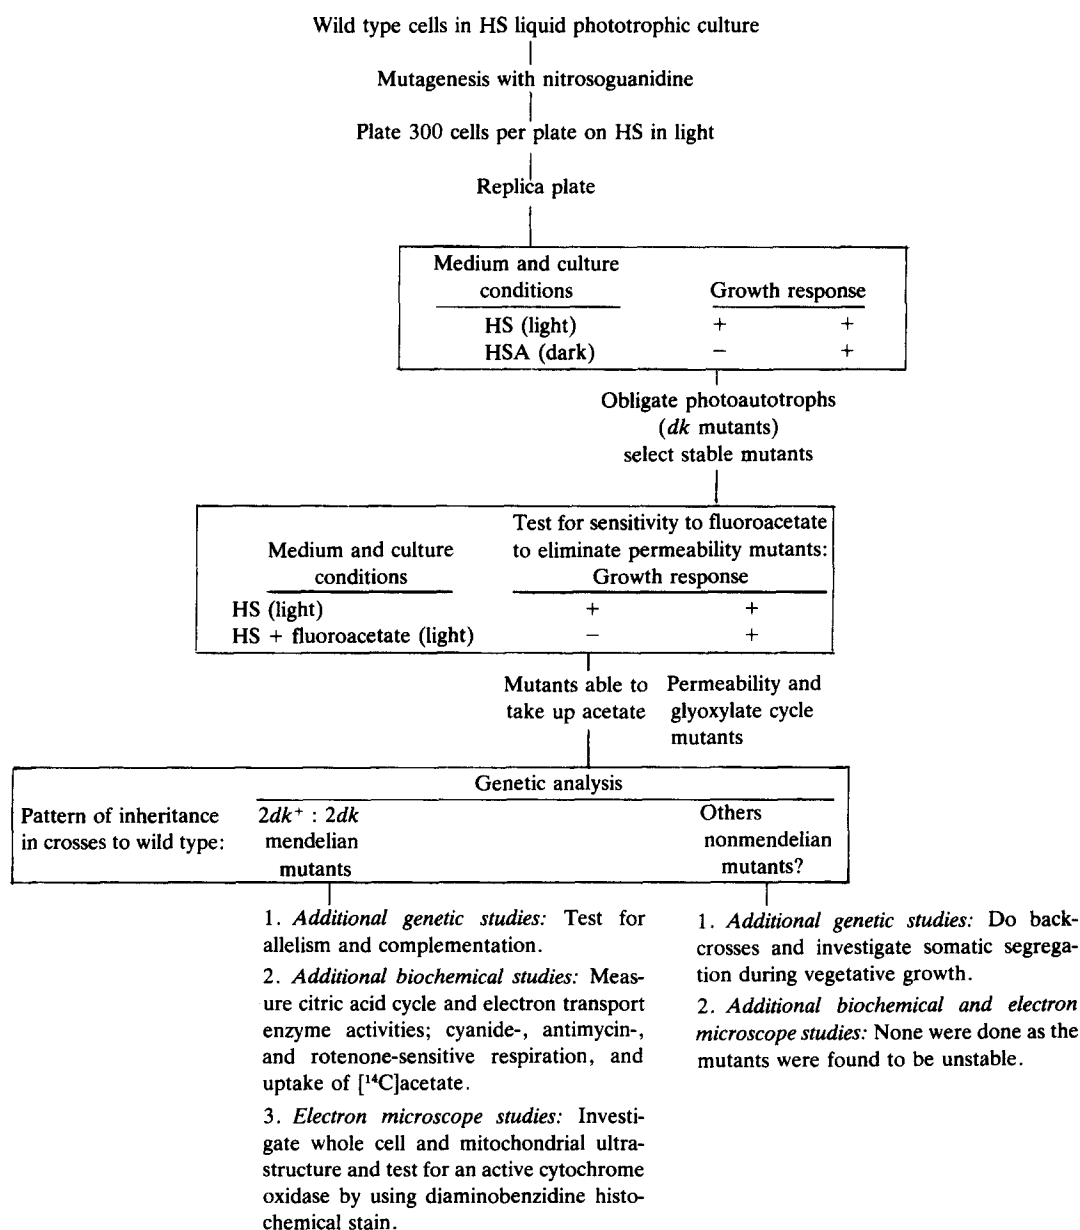 Wild type cells in HS liquid phototrophic culture
Mutagenesis with nitrosoguanidine
Plate 300 cells per plate on HS in light
Replica plate
Medium and culture
conditions
Growth response
HS (light) + +
HSA (dark) − +
Obligate photoautotrophs
(dk mutants)
select stable mutants
Test for sensitivity to fluoroacetate
to eliminate permeability mutants:
Medium and culture
conditions
Growth response
HS (light) + +
HS + fluoroacetate (light) − +
Mutants able to
take up acetate
Permeability and
glyoxylate cycle
mutants
Genetic analysis
Pattern of inheritance
in crosses to wild type:
2dk⁺ : 2dk
mendelian
mutants
Others
nonmendelian
mutants?
1. Additional genetic studies: Test for
allelism and complementation.
2. Additional biochemical studies: Meas-
ure citric acid cycle and electron transport
enzyme activities; cyanide-, antimycin-,
and rotenone-sensitive respiration, and
uptake of [¹⁴C]acetate.
3. Electron microscope studies: Investi-
gate whole cell and mitochondrial ultra-
structure and test for an active cytochrome
oxidase by using diaminobenzidine histo-
chemical stain.
1. Additional genetic studies: Do back-
crosses and investigate somatic segrega-
tion during vegetative growth.
2. Additional biochemical and electron
microscope studies: None were done as the
mutants were found to be unstable.